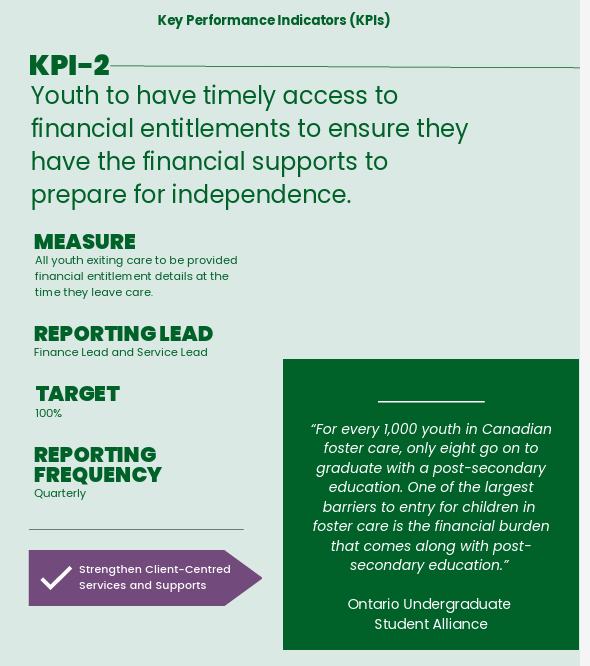 Key Performance Indicators (KPIs)
KPI-2
Youth to have timely access to
financial entitlements to ensure they
have the financial supports to
prepare for independence.
MEASURE
All youth exiting care to be provided
financial entitlement details at the
time they leave care.
REPORTING LEAD
Finance Lead and Service Lead
TARGET
100%
REPORTING
FREQUENCY
Quarterly
Strengthen Client-Centred
Services and Supports
“For every 1,000 youth in Canadian
foster care, only eight go on to
graduate with a post-secondary
education. One of the largest
barriers to entry for children in
foster care is the financial burden
that comes along with post-
secondary education.”
Ontario Undergraduate
Student Alliance